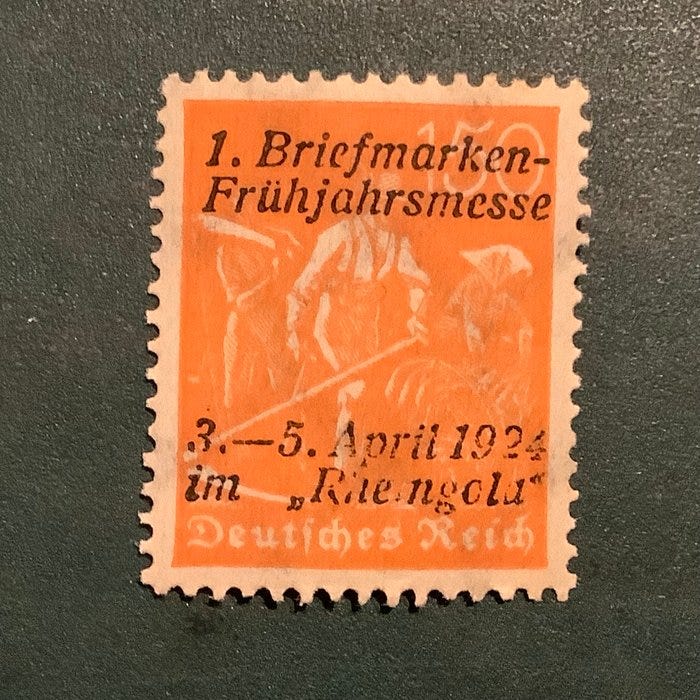 150
1. Briefmarken-
Frühjahrsmesse
3.—5. April 1924
im „Rheingold“
Deutsches Reich